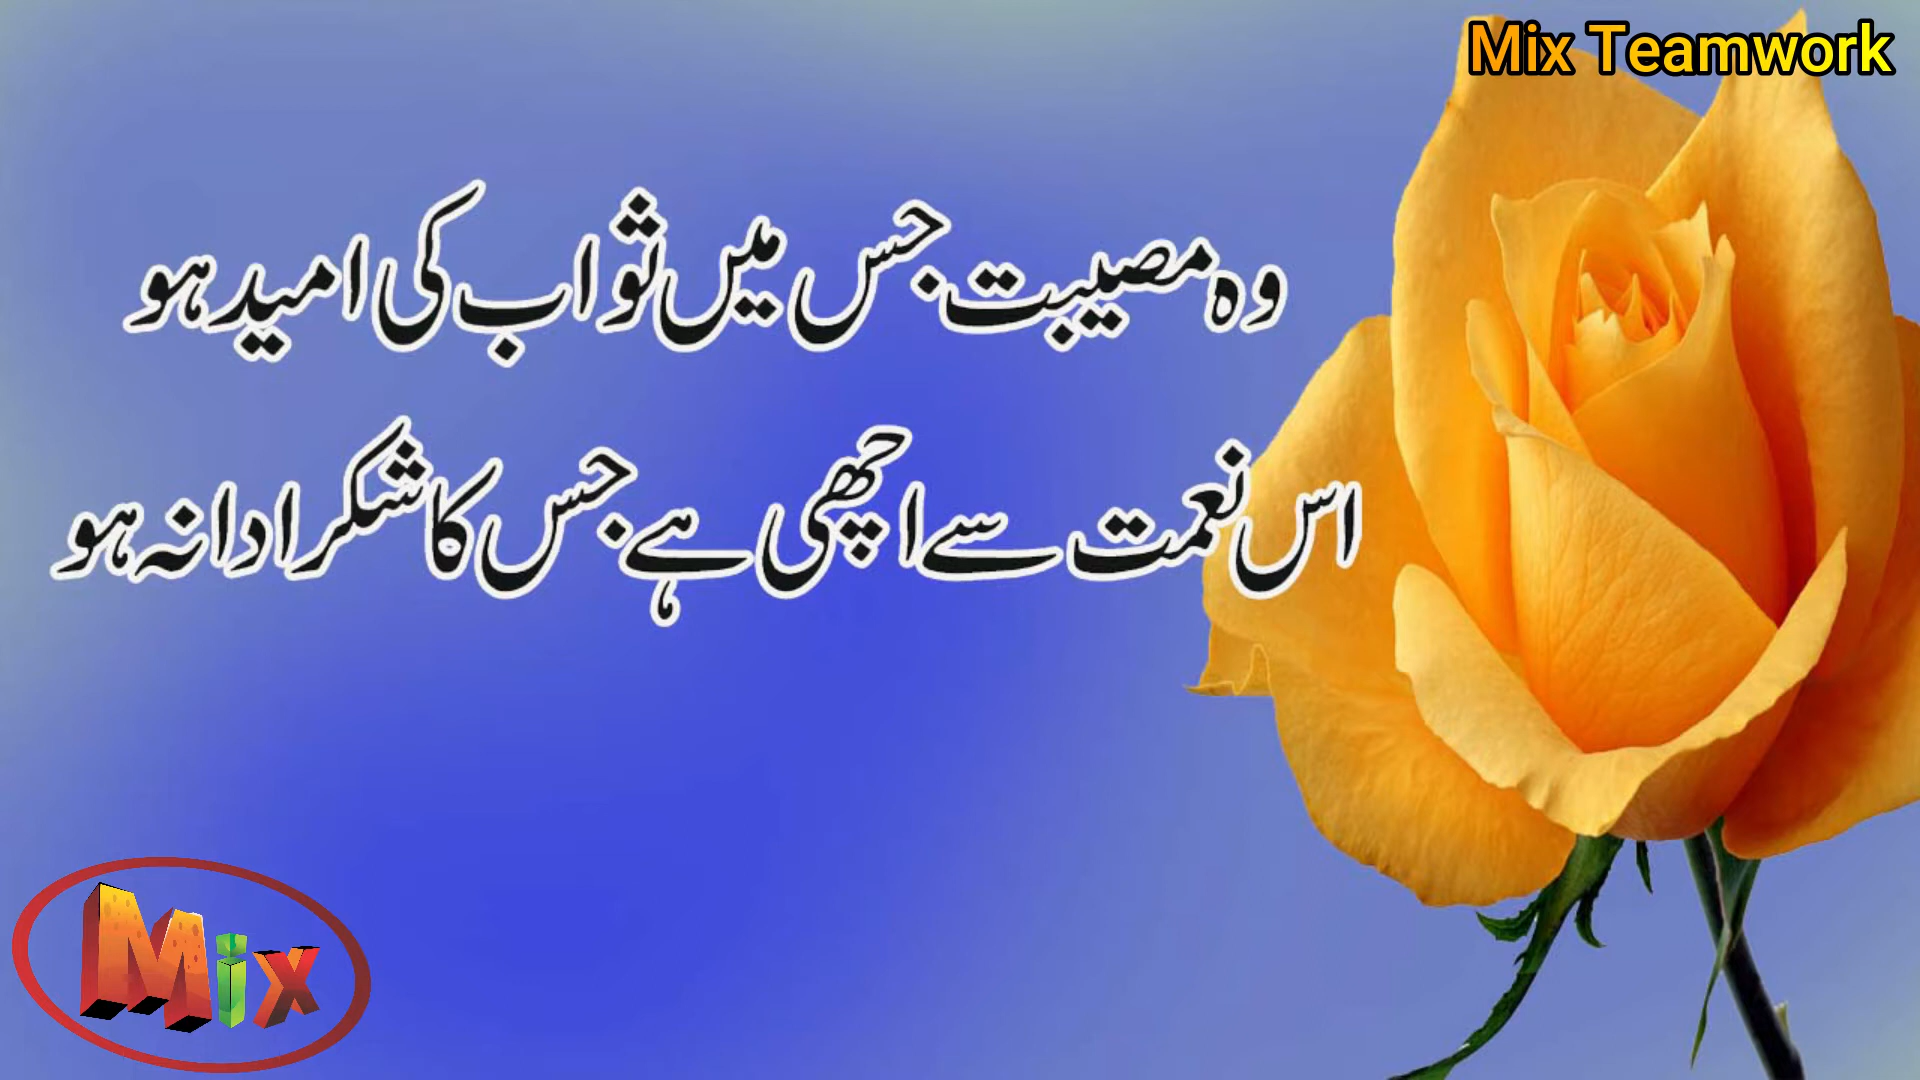 Mix Teamwork
وہ مصیبت جس میں ثواب کی امید ہو
اس نعمت سے اچھی ہے جس کا شکر ادا نہ ہو
Mix